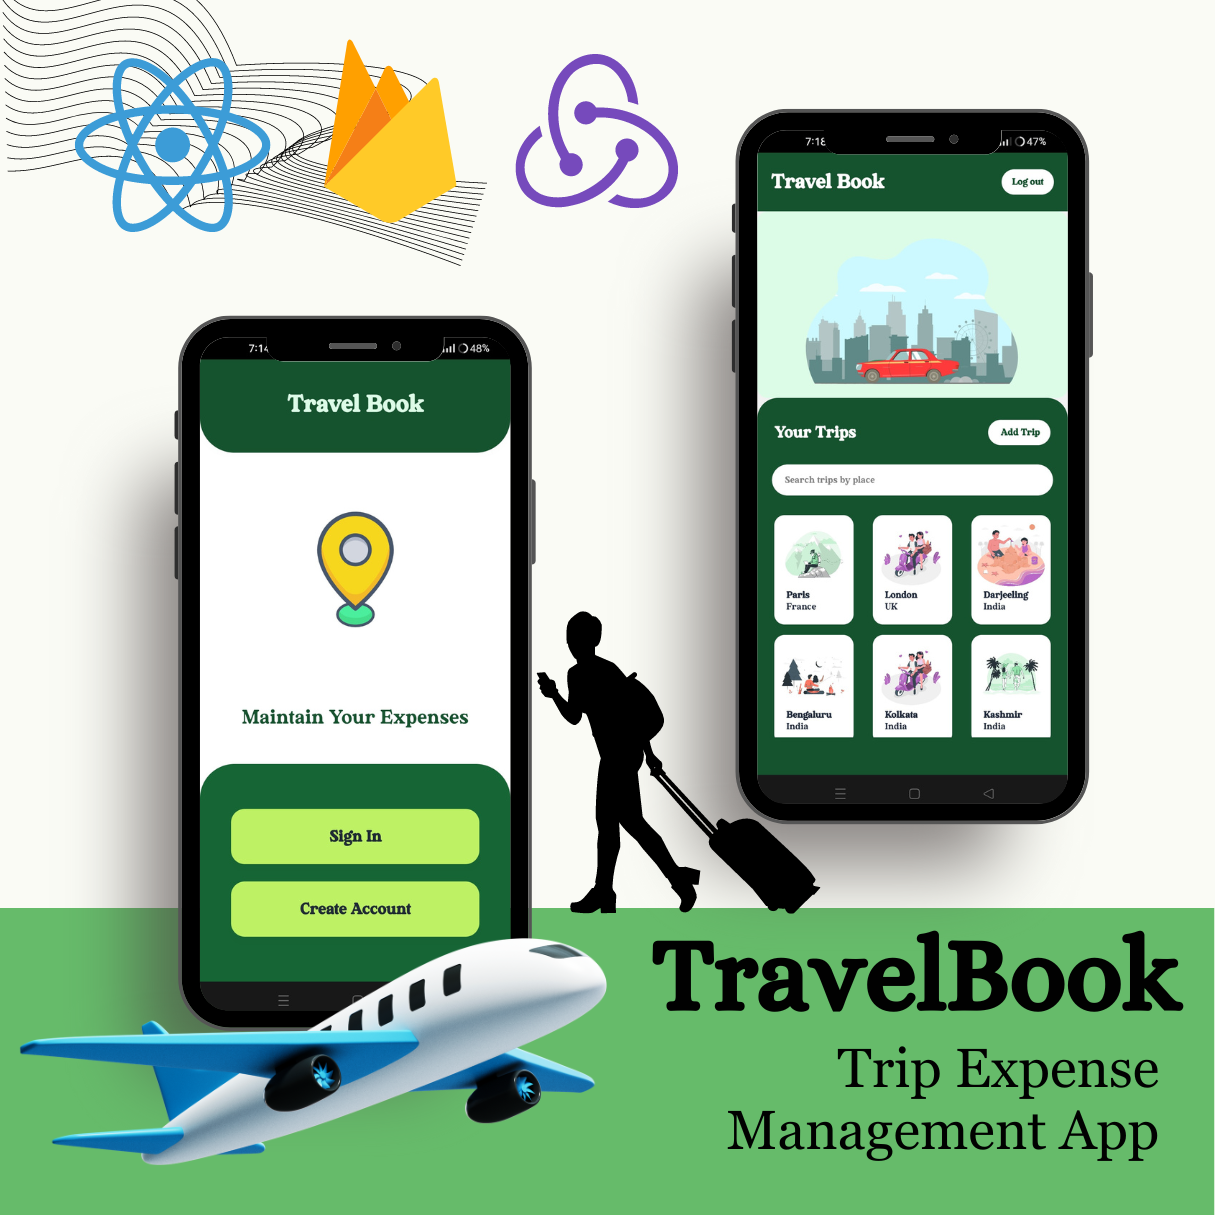 7:18
47%
Travel Book
Log out
Your Trips
Add Trip
Search trips by place
Paris
France
London
UK
Darjeeling
India
Bengaluru
India
Kolkata
India
Kashmir
India
7:14
48%
Travel Book
Maintain Your Expenses
Sign In
Create Account
TravelBook
Trip Expense
Management App